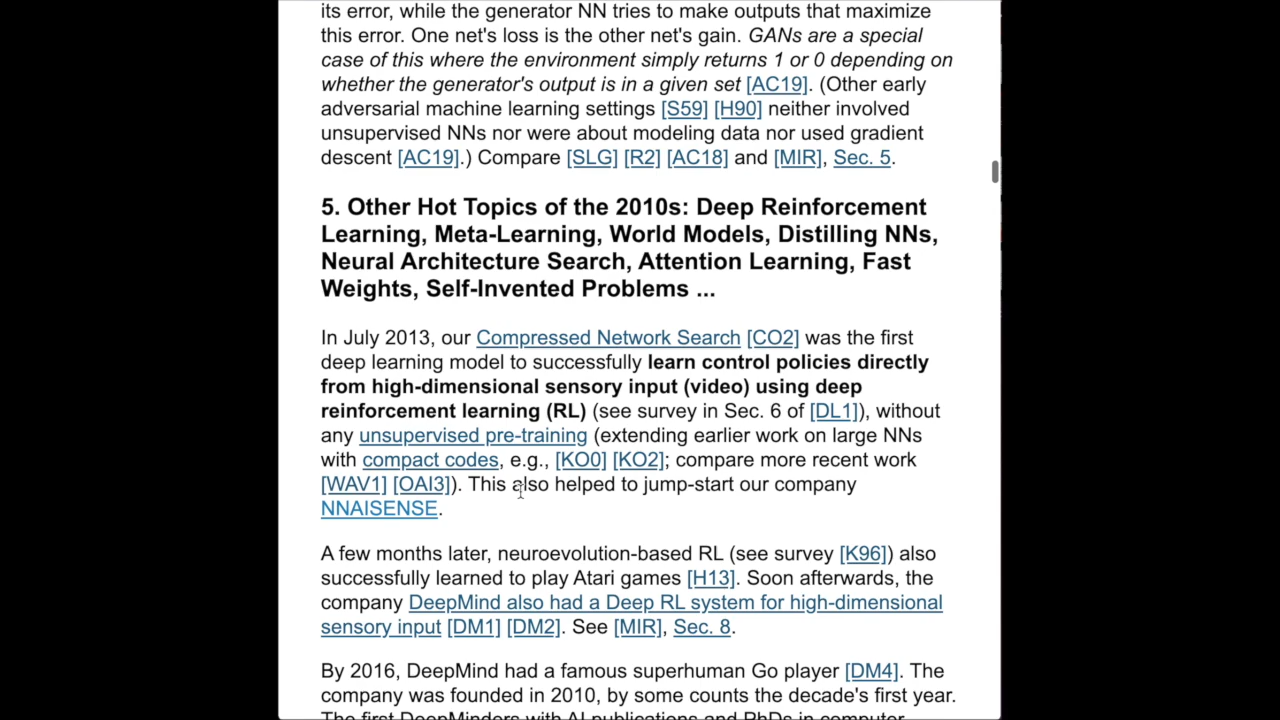 its error, while the generator NN tries to make outputs that maximize
this error. One net's loss is the other net's gain. GANs are a special
case of this where the environment simply returns 1 or 0 depending on
whether the generator's output is in a given set [AC19]. (Other early
adversarial machine learning settings [S59] [H90] neither involved
unsupervised NNs nor were about modeling data nor used gradient
descent [AC19].) Compare [SLG] [R2] [AC18] and [MIR], Sec. 5.
5. Other Hot Topics of the 2010s: Deep Reinforcement
Learning, Meta-Learning, World Models, Distilling NNs,
Neural Architecture Search, Attention Learning, Fast
Weights, Self-Invented Problems ...
In July 2013, our Compressed Network Search [CO2] was the first
deep learning model to successfully learn control policies directly
from high-dimensional sensory input (video) using deep
reinforcement learning (RL) (see survey in Sec. 6 of [DL1]), without
any unsupervised pre-training (extending earlier work on large NNs
with compact codes, e.g., [KO0] [KO2]; compare more recent work
[WAV1] [OAI3]). This also helped to jump-start our company
NNAISENSE.
A few months later, neuroevolution-based RL (see survey [K96]) also
successfully learned to play Atari games [H13]. Soon afterwards, the
company DeepMind also had a Deep RL system for high-dimensional
sensory input [DM1] [DM2]. See [MIR], Sec. 8.
By 2016, DeepMind had a famous superhuman Go player [DM4]. The
company was founded in 2010, by some counts the decade's first year.
The first DeepMinders with AI publications and PhDs in computer